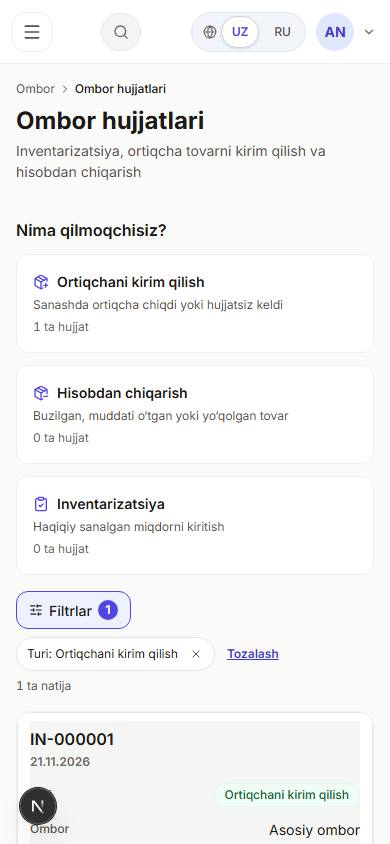 UZ
RU
AN
Ombor > Ombor hujjatlari
Ombor hujjatlari
Inventarizatsiya, ortiqcha tovarni kirim qilish va
hisobdan chiqarish
Nima qilmoqchisiz?
Ortiqchani kirim qilish
Sanashda ortiqcha chiqdi yoki hujjatsiz keldi
1 ta hujjat
Hisobdan chiqarish
Buzilgan, muddati oʻtgan yoki yoʻqolgan tovar
0 ta hujjat
Inventarizatsiya
Haqiqiy sanalgan miqdorni kiritish
0 ta hujjat
Filtrlar 1
Turi: Ortiqchani kirim qilish ×
Tozalash
1 ta natija
IN-000001
21.11.2026
Ortiqchani kirim qilish
N
Ombor
Asosiy ombor